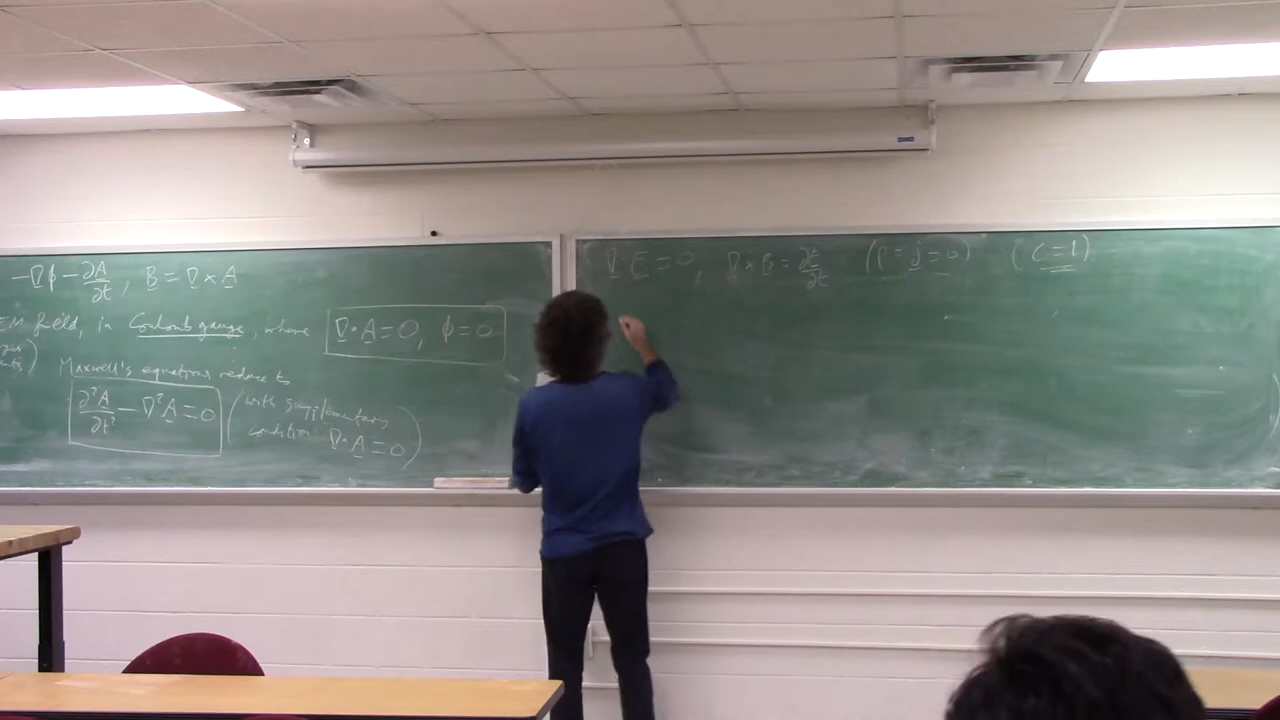 −∇φ − ∂A/∂t, B = ∇ × A
EM field, in Coulomb gauge, where ∇·A = 0, φ = 0
Maxwell's equations reduce to
∂²A/∂t² − ∇²A = 0 (with supplementary
condition ∇·A = 0)
∇·E = 0, ∇×B = ∂E/∂t (ρ = j = 0) (c = 1)